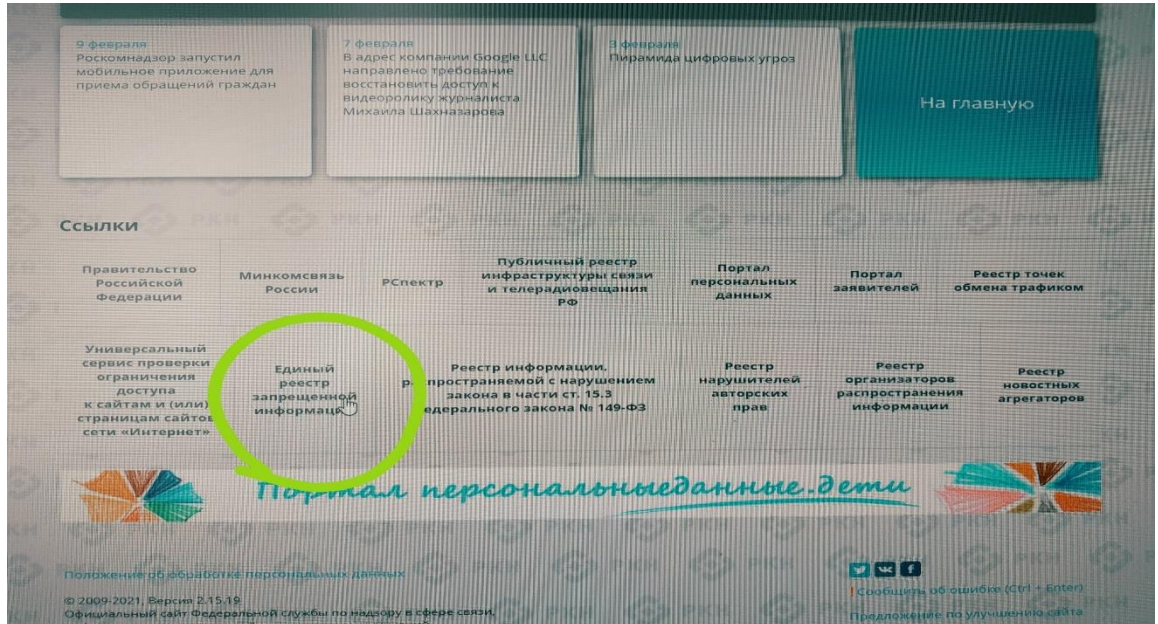 9 февраля
Роскомнадзор запустил
мобильное приложение для
приема обращений граждан
7 февраля
В адрес компании Google LLC
направлено требование
восстановить доступ к
видеоролику журналиста
Михаила Шахназарова
3 февраля
Пирамида цифровых угроз
На главную
Ссылки
Правительство
Российской
Федерации
Минкомсвязь
России
РСпектр
Публичный реестр
инфраструктуры связи
и телерадиовещания
РФ
Портал
персональных
данных
Портал
заявителей
Реестр точек
обмена трафиком
Универсальный
сервис проверки
ограничения
доступа
к сайтам и (или)
страницам сайтов
сети «Интернет»
Единый
реестр
запрещенной
информации
Реестр информации,
распространяемой с нарушением
закона в части ст. 15.3
федерального закона № 149-ФЗ
Реестр
нарушителей
авторских
прав
Реестр
организаторов
распространения
информации
Реестр
новостных
агрегаторов
Портал персональныеданные.дети
Положение об обработке персональных данных
© 2009-2021, Версия 2.15.19
Официальный сайт Федеральной службы по надзору в сфере связи,
Сообщить об ошибке (Ctrl + Enter)
Предложение по улучшению сайта